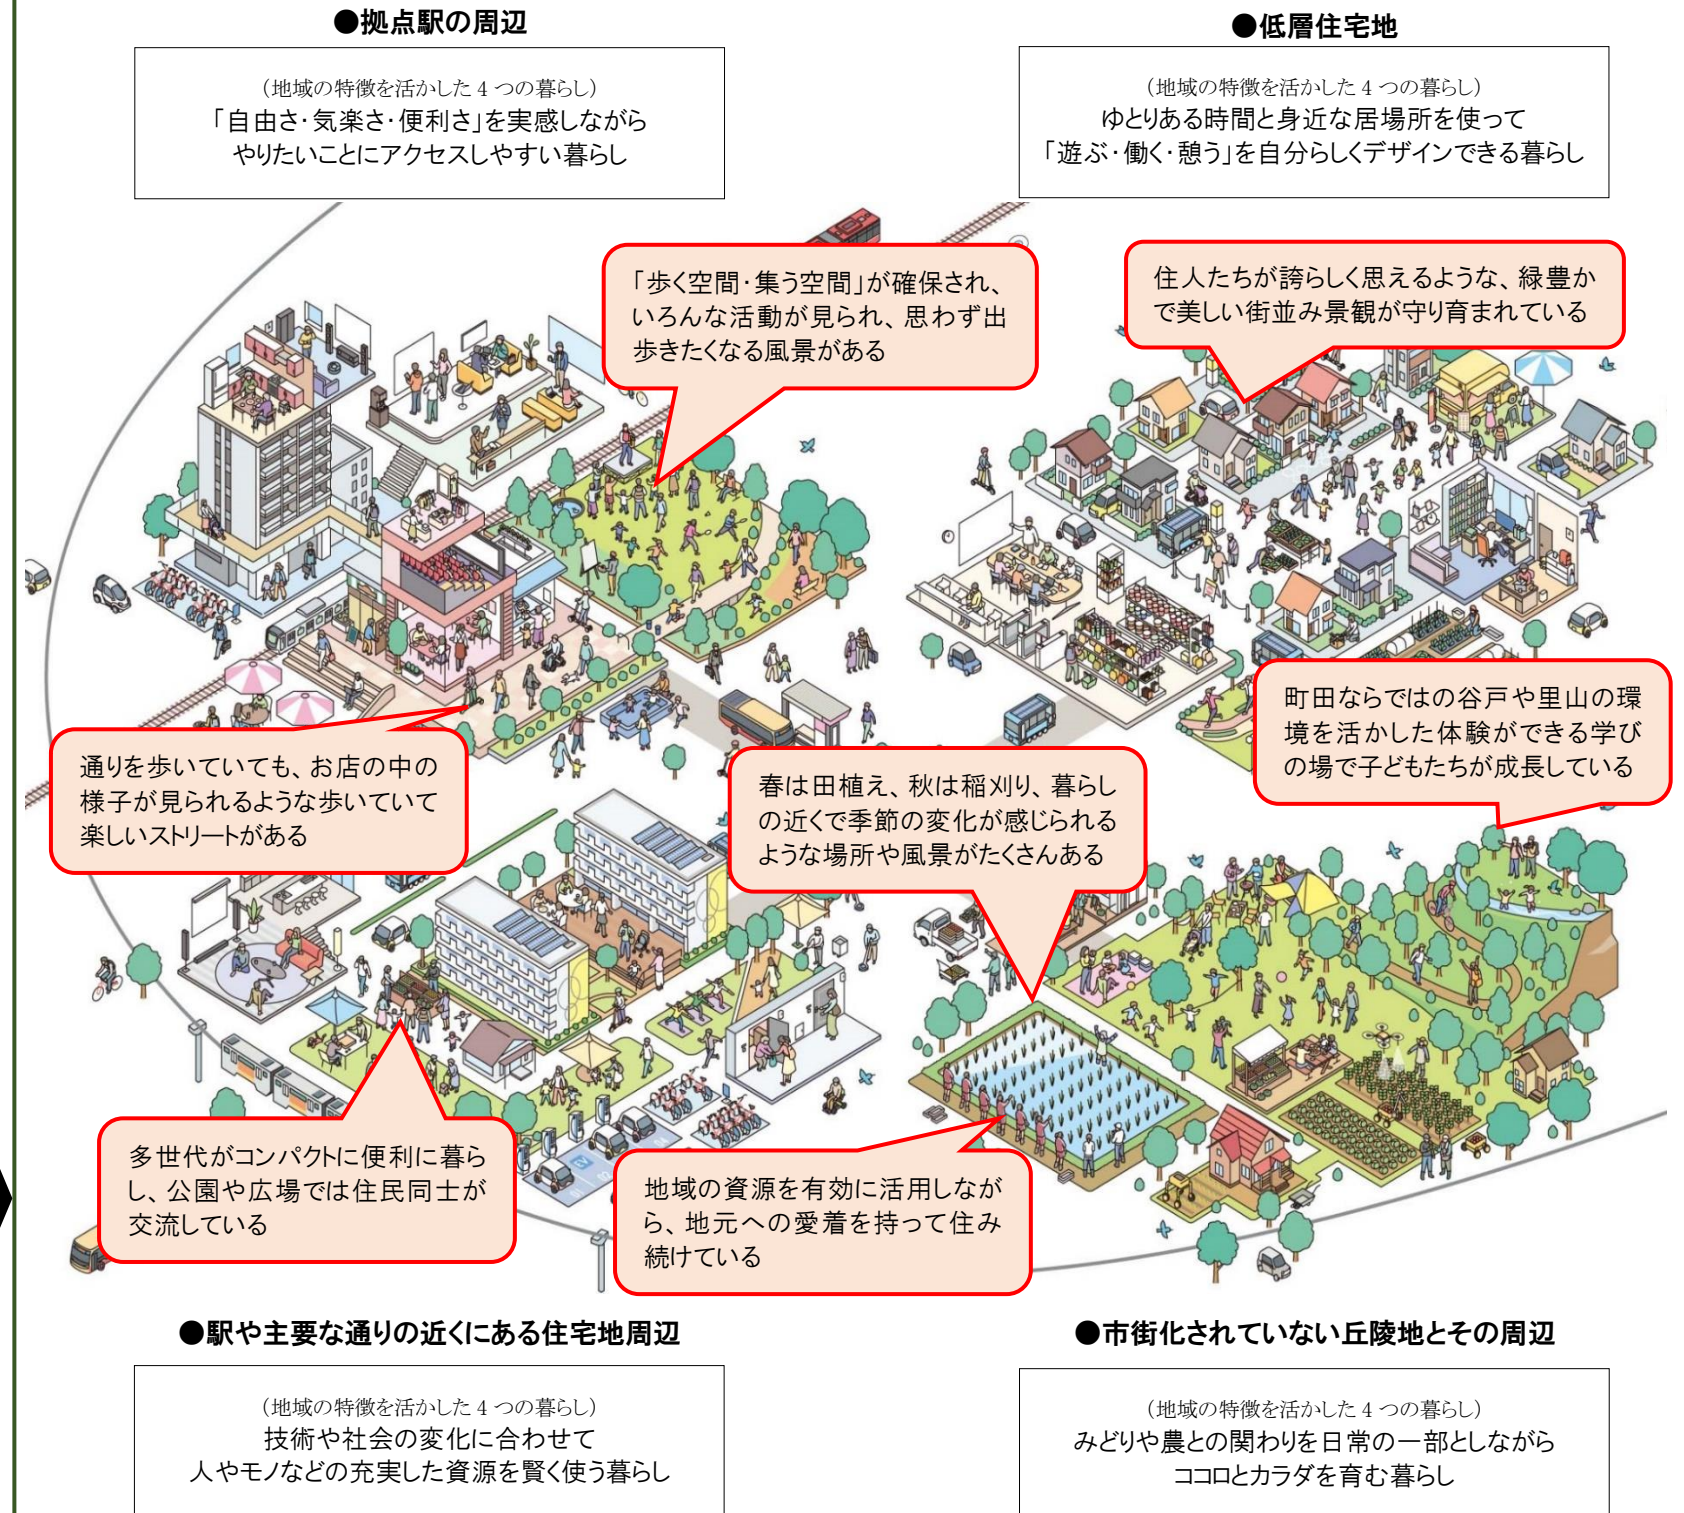 ●拠点駅の周辺
（地域の特徴を活かした４つの暮らし）
「自由さ・気楽さ・便利さ」を実感しながら
やりたいことにアクセスしやすい暮らし
●低層住宅地
（地域の特徴を活かした４つの暮らし）
ゆとりある時間と身近な居場所を使って
「遊ぶ・働く・憩う」を自分らしくデザインできる暮らし
「歩く空間・集う空間」が確保され、
いろんな活動が見られ、思わず出
歩きたくなる風景がある
住人たちが誇らしく思えるような、緑豊か
で美しい街並み景観が守り育まれている
通りを歩いていても、お店の中の
様子が見られるような歩いていて
楽しいストリートがある
春は田植え、秋は稲刈り、暮らし
の近くで季節の変化が感じられる
ような場所や風景がたくさんある
町田ならではの谷戸や里山の環
境を活かした体験ができる学び
の場で子どもたちが成長している
多世代がコンパクトに便利に暮ら
し、公園や広場では住民同士が
交流している
地域の資源を有効に活用しなが
ら、地元への愛着を持って住み
続けている
●駅や主要な通りの近くにある住宅地周辺
（地域の特徴を活かした４つの暮らし）
技術や社会の変化に合わせて
人やモノなどの充実した資源を賢く使う暮らし
●市街化されていない丘陵地とその周辺
（地域の特徴を活かした４つの暮らし）
みどりや農との関わりを日常の一部としながら
ココロとカラダを育む暮らし